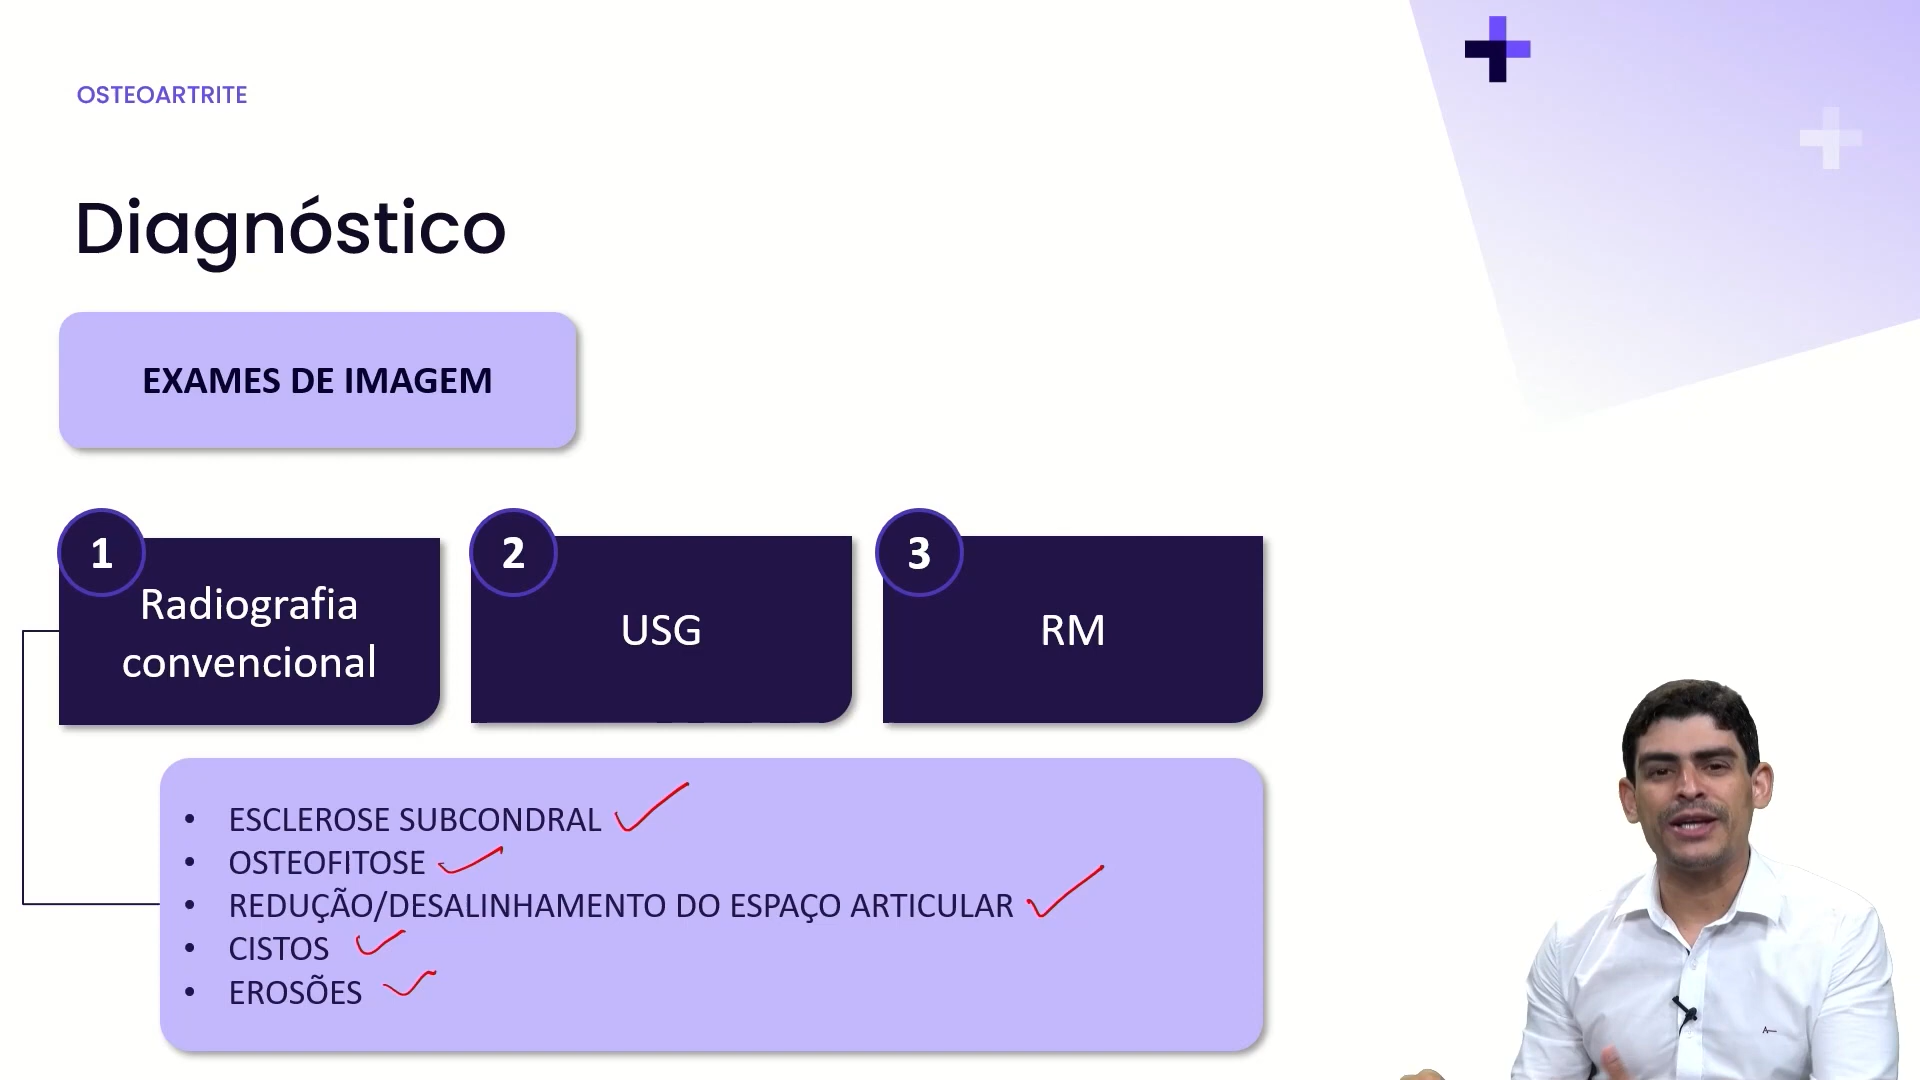 OSTEOARTRITE
Diagnóstico
EXAMES DE IMAGEM
1
Radiografia
convencional
2
USG
3
RM
• ESCLEROSE SUBCONDRAL
• OSTEOFITOSE
• REDUÇÃO/DESALINHAMENTO DO ESPAÇO ARTICULAR
• CISTOS
• EROSÕES